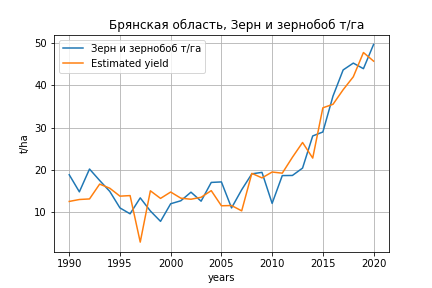 Брянская область, Зерн и зернобоб т/га
Зерн и зернобоб т/га
Estimated yield
50
40
30
20
10
t/ha
1990 1995 2000 2005 2010 2015 2020
years